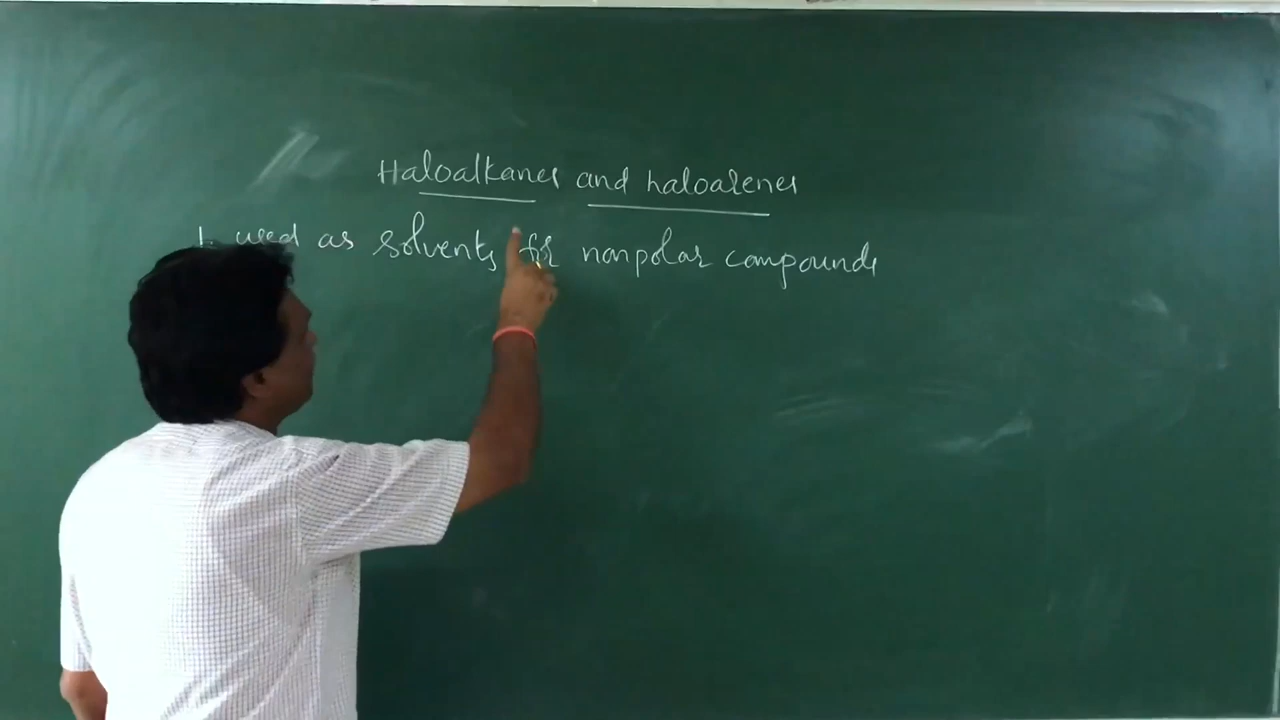 Haloalkanes and haloarenes
1. used as solvents for nonpolar compounds